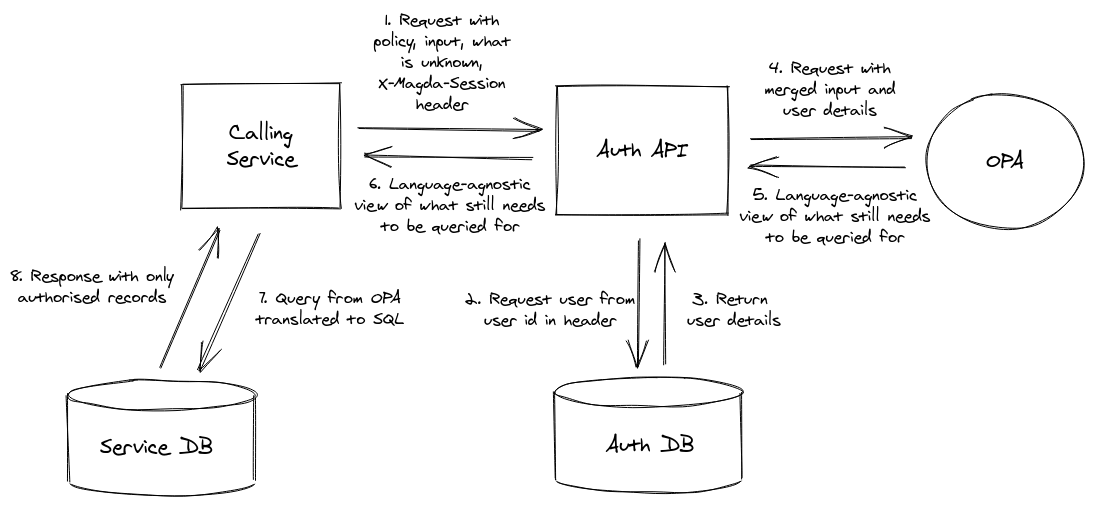 1. Request with
policy, input, what
is unknown,
X-Magda-Session
header
4. Request with
merged input and
user details
Calling
Service
Auth API
OPA
6. Language-agnostic
view of what still needs
to be queried for
5. Language-agnostic
view of what still needs
to be queried for
8. Response with only
authorised records
7. Query from OPA
translated to SQL
2. Request user from
user id in header
3. Return
user details
Service DB
Auth DB